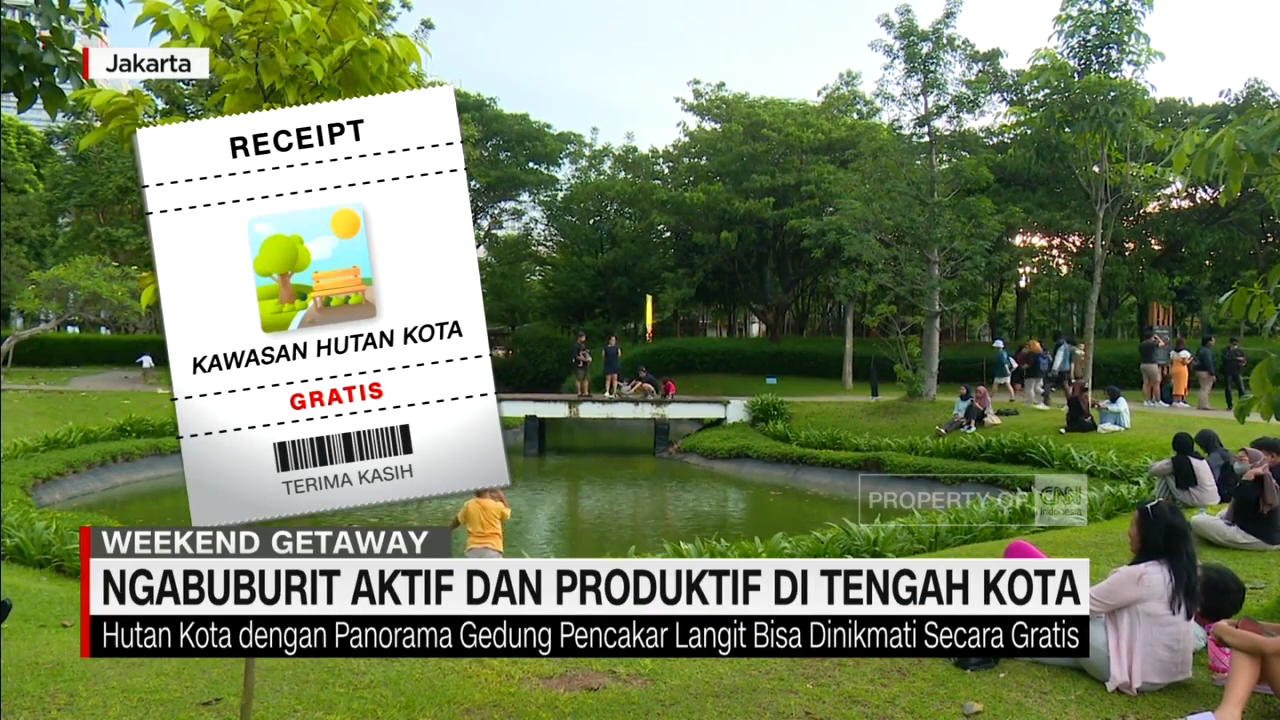 Jakarta
RECEIPT
KAWASAN HUTAN KOTA
GRATIS
TERIMA KASIH
PROPERTY OF CNN Indonesia
WEEKEND GETAWAY
NGABUBURIT AKTIF DAN PRODUKTIF DI TENGAH KOTA
Hutan Kota dengan Panorama Gedung Pencakar Langit Bisa Dinikmati Secara Gratis